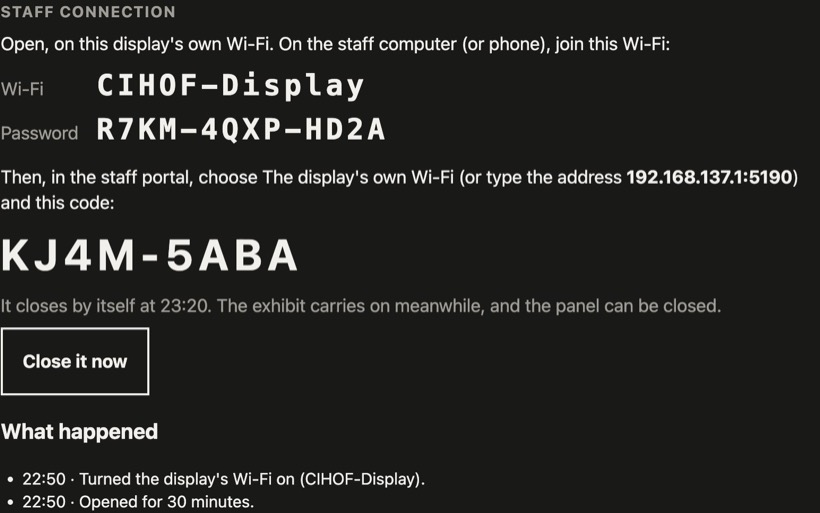 STAFF CONNECTION
Open, on this display's own Wi-Fi. On the staff computer (or phone), join this Wi-Fi:
Wi-Fi CIHOF-Display
Password R7KM-4QXP-HD2A
Then, in the staff portal, choose The display's own Wi-Fi (or type the address 192.168.137.1:5190)
and this code:
KJ4M-5ABA
It closes by itself at 23:20. The exhibit carries on meanwhile, and the panel can be closed.
Close it now
What happened
• 22:50 · Turned the display's Wi-Fi on (CIHOF-Display).
• 22:50 · Opened for 30 minutes.